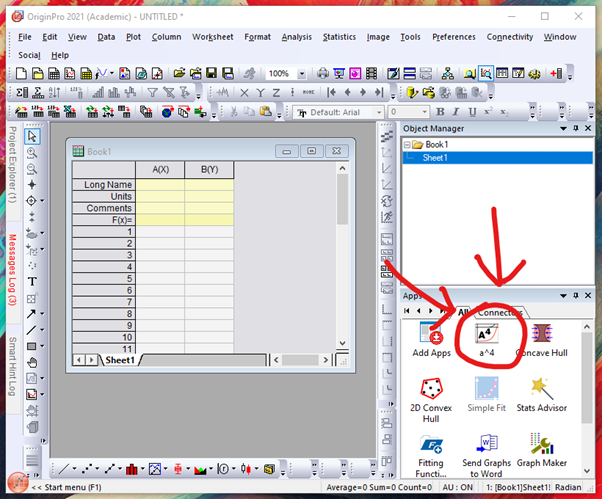 OriginPro 2021 (Academic) - UNTITLED *
File Edit View Data Plot Column Worksheet Format Analysis Statistics Image Tools Preferences Connectivity Window
Social Help
100%
X Y Z
Tr Default: Arial 0 B I U x² x₂
Project Explorer (1)
Messages Log (3)
Smart Hint Log
Book1
A(X) B(Y)
Long Name
Units
Comments
F(x)=
1
2
3
4
5
6
7
8
9
10
11
Sheet1
Object Manager
Book1
Sheet1
Apps
All Connectors
Add Apps
A⁴
a^4
Concave Hull
2D Convex Hull
Simple Fit
Stats Advisor
Fitting Functi...
Send Graphs to Word
Graph Maker
<< Start menu (F1) Average=0 Sum=0 Count=0 AU : ON 1: [Book1]Sheet1! Radian